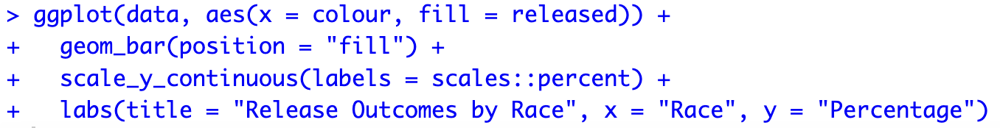 > ggplot(data, aes(x = colour, fill = released)) +
+   geom_bar(position = "fill") +
+   scale_y_continuous(labels = scales::percent) +
+   labs(title = "Release Outcomes by Race", x = "Race", y = "Percentage")